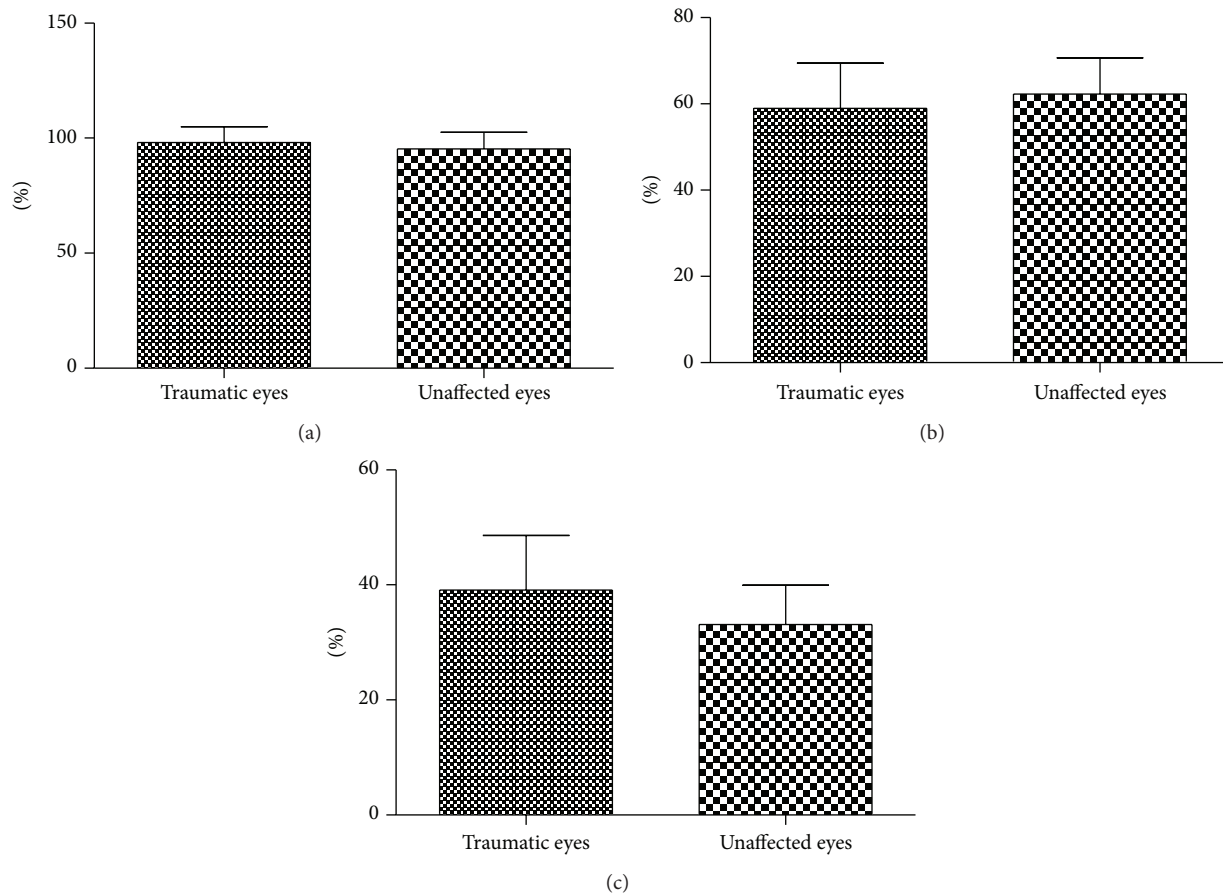 150
100
50
0
(%)
Traumatic eyes
Unaffected eyes
(a)
80
60
40
20
0
(%)
Traumatic eyes
Unaffected eyes
(b)
60
40
20
0
(%)
Traumatic eyes
Unaffected eyes
(c)